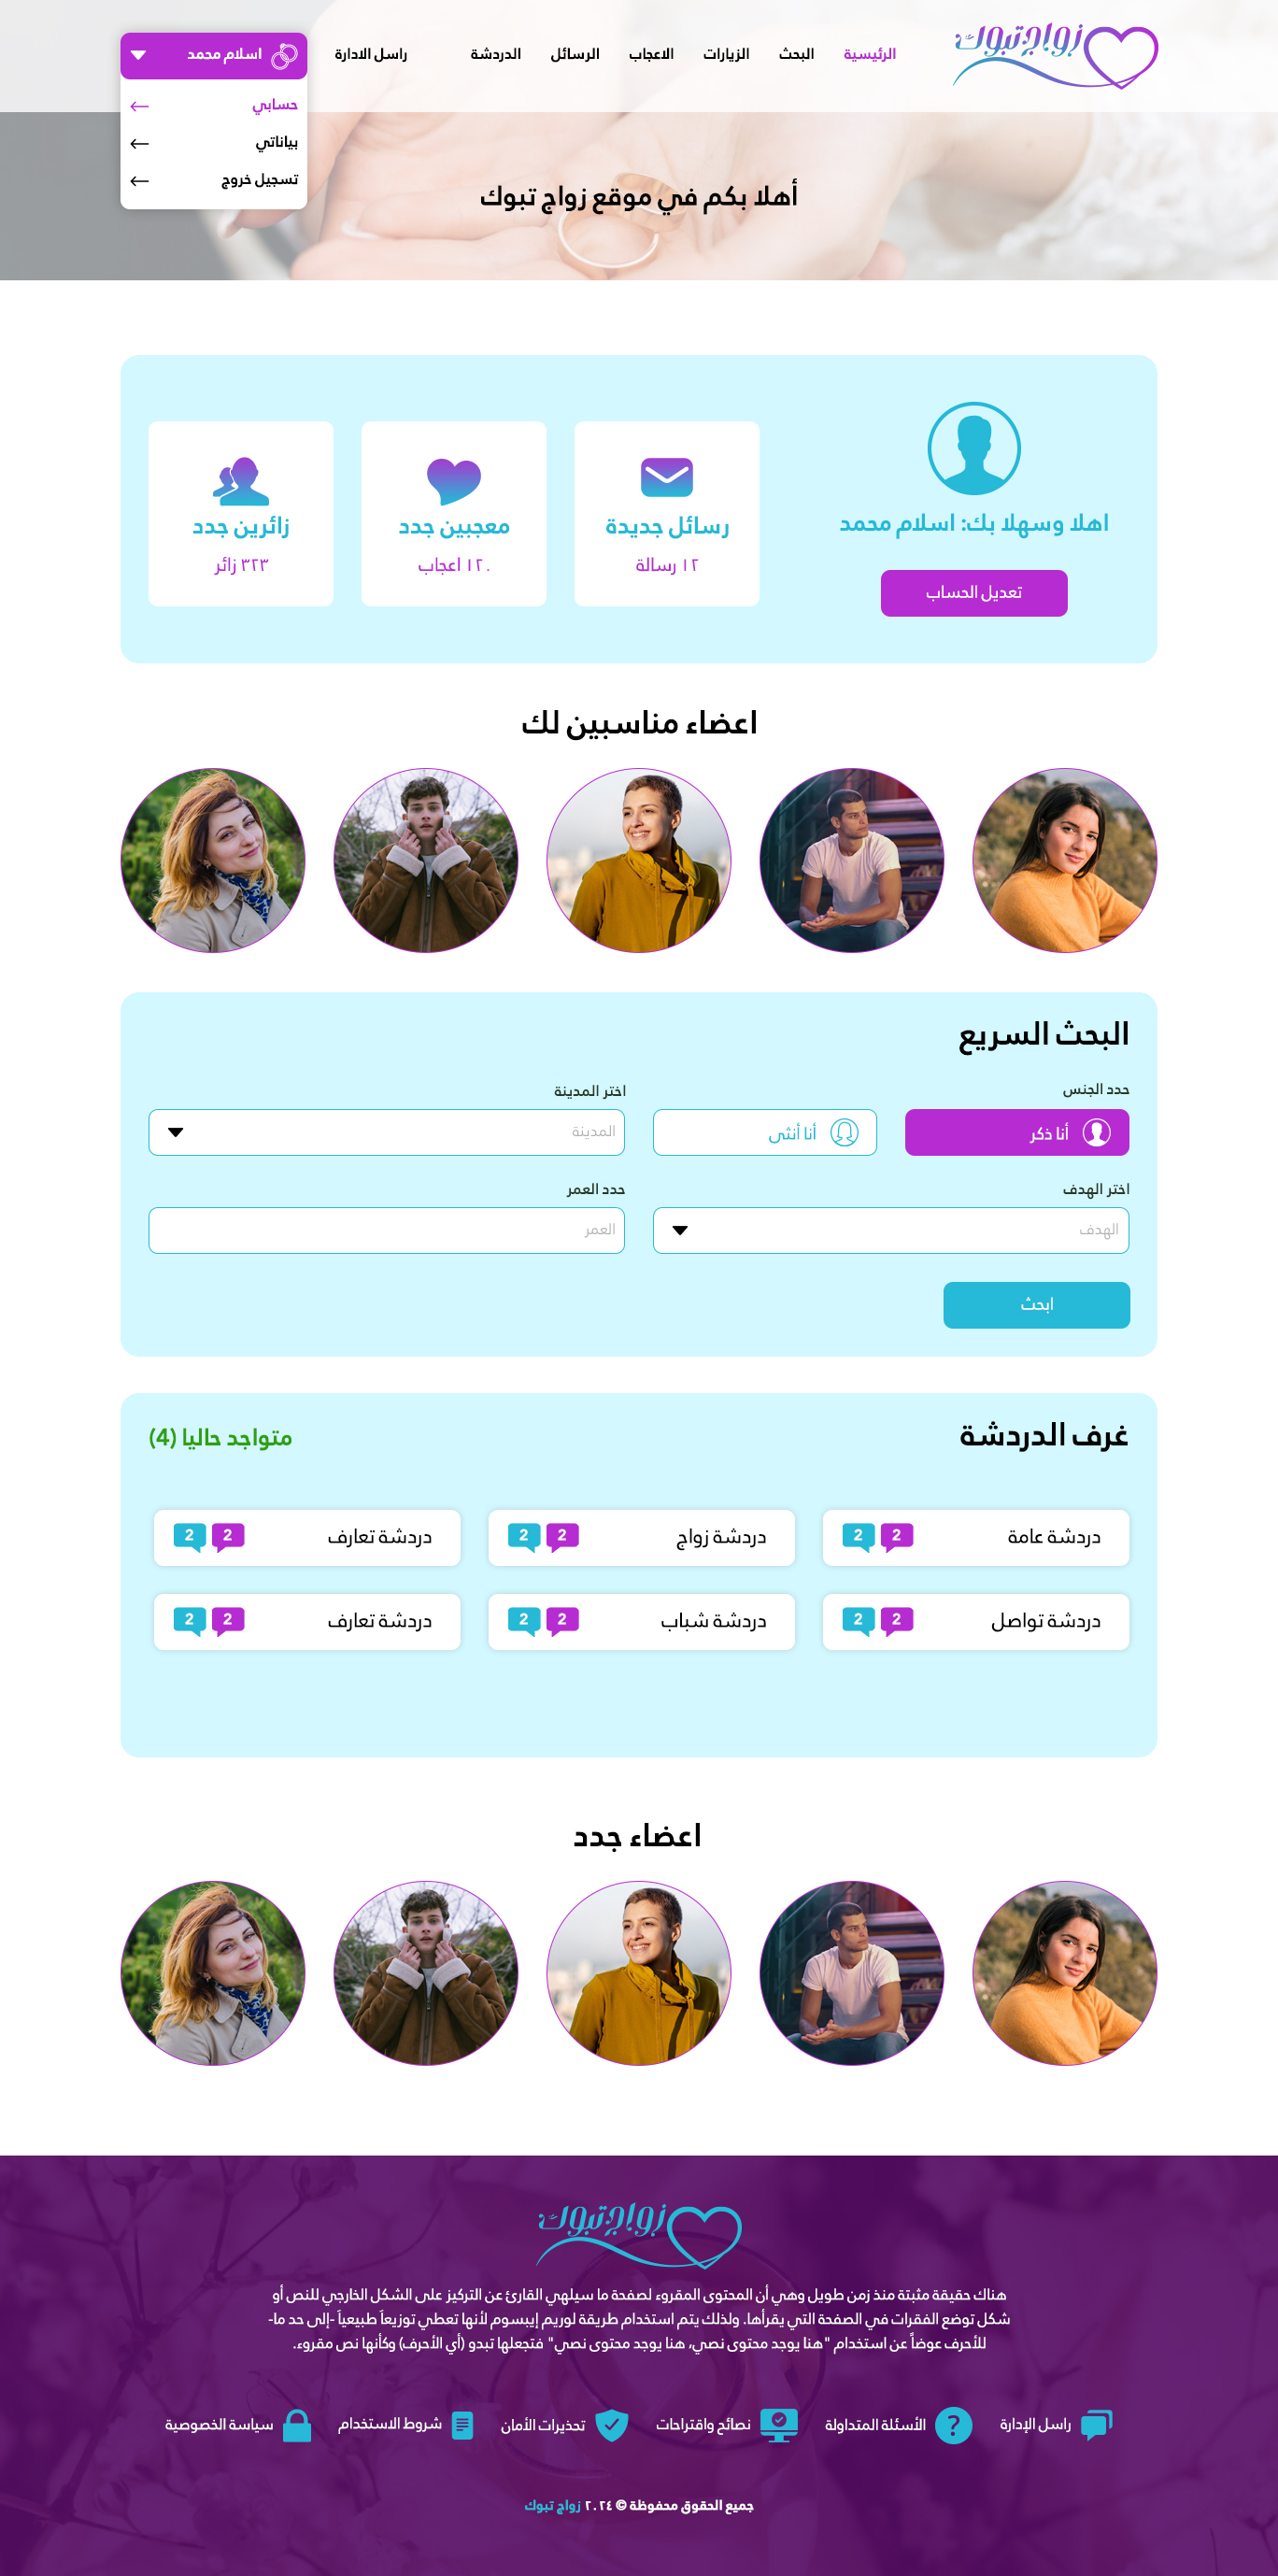 زواج تبوك
الرئيسية
البحث
الزيارات
الاعجاب
الرسائل
الدردشة
راسل الادارة
اسلام محمد
حسابي
بياناتي
تسجيل خروج
أهلا بكم في موقع زواج تبوك
اهلا وسهلا بك: اسلام محمد
تعديل الحساب
رسائل جديدة
١٢ رسالة
معجبين جدد
١٢٠ اعجاب
زائرين جدد
٣٢٣ زائر
اعضاء مناسبين لك
البحث السريع
حدد الجنس
أنا ذكر
أنا أنثى
اختر المدينة
المدينة
اختر الهدف
الهدف
حدد العمر
العمر
ابحث
غرف الدردشة
متواجد حاليا (4)
دردشة عامة
2
2
دردشة زواج
2
2
دردشة تعارف
2
2
دردشة تواصل
2
2
دردشة شباب
2
2
دردشة تعارف
2
2
اعضاء جدد
زواج تبوك
هناك حقيقة مثبتة منذ زمن طويل وهي أن المحتوى المقروء لصفحة ما سيلهي القارئ عن التركيز على الشكل الخارجي للنص أو
شكل توضع الفقرات في الصفحة التي يقرأها. ولذلك يتم استخدام طريقة لوريم إيبسوم لأنها تعطي توزيعاَ طبيعياَ -إلى حد ما-
للأحرف عوضاً عن استخدام "هنا يوجد محتوى نصي، هنا يوجد محتوى نصي" فتجعلها تبدو (أي الأحرف) وكأنها نص مقروء.
راسل الإدارة
الأسئلة المتداولة
نصائح واقتراحات
تحذيرات الأمان
شروط الاستخدام
سياسة الخصوصية
جميع الحقوق محفوظة © ٢٠٢٤ زواج تبوك